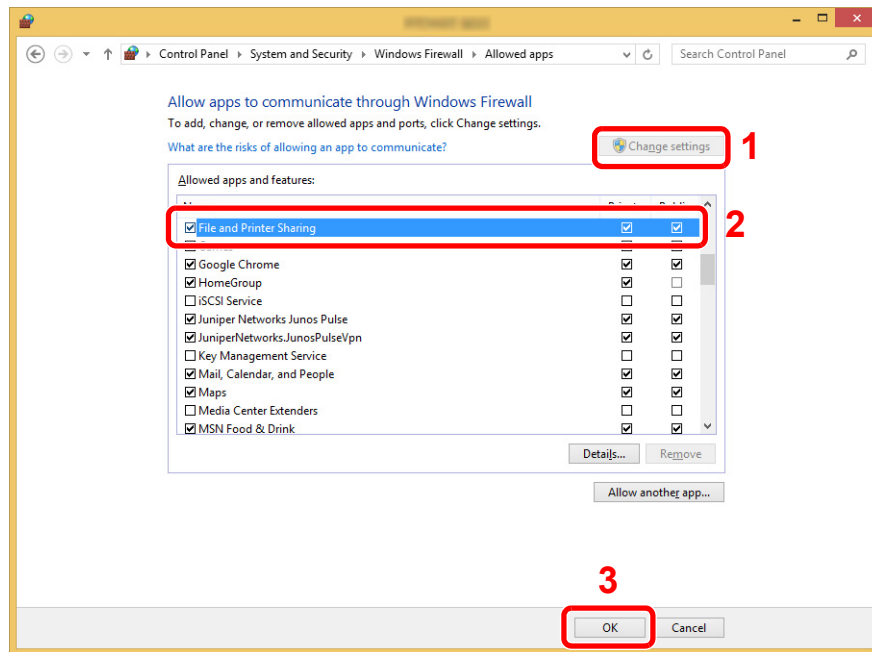 Control Panel ▸ System and Security ▸ Windows Firewall ▸ Allowed apps
Search Control Panel
Allow apps to communicate through Windows Firewall
To add, change, or remove allowed apps and ports, click Change settings.
What are the risks of allowing an app to communicate?
Change settings
1
Allowed apps and features:
File and Printer Sharing
2
Google Chrome
HomeGroup
iSCSI Service
Juniper Networks Junos Pulse
JuniperNetworks.JunosPulseVpn
Key Management Service
Mail, Calendar, and People
Maps
Media Center Extenders
MSN Food & Drink
Details...
Remove
Allow another app...
3
OK
Cancel